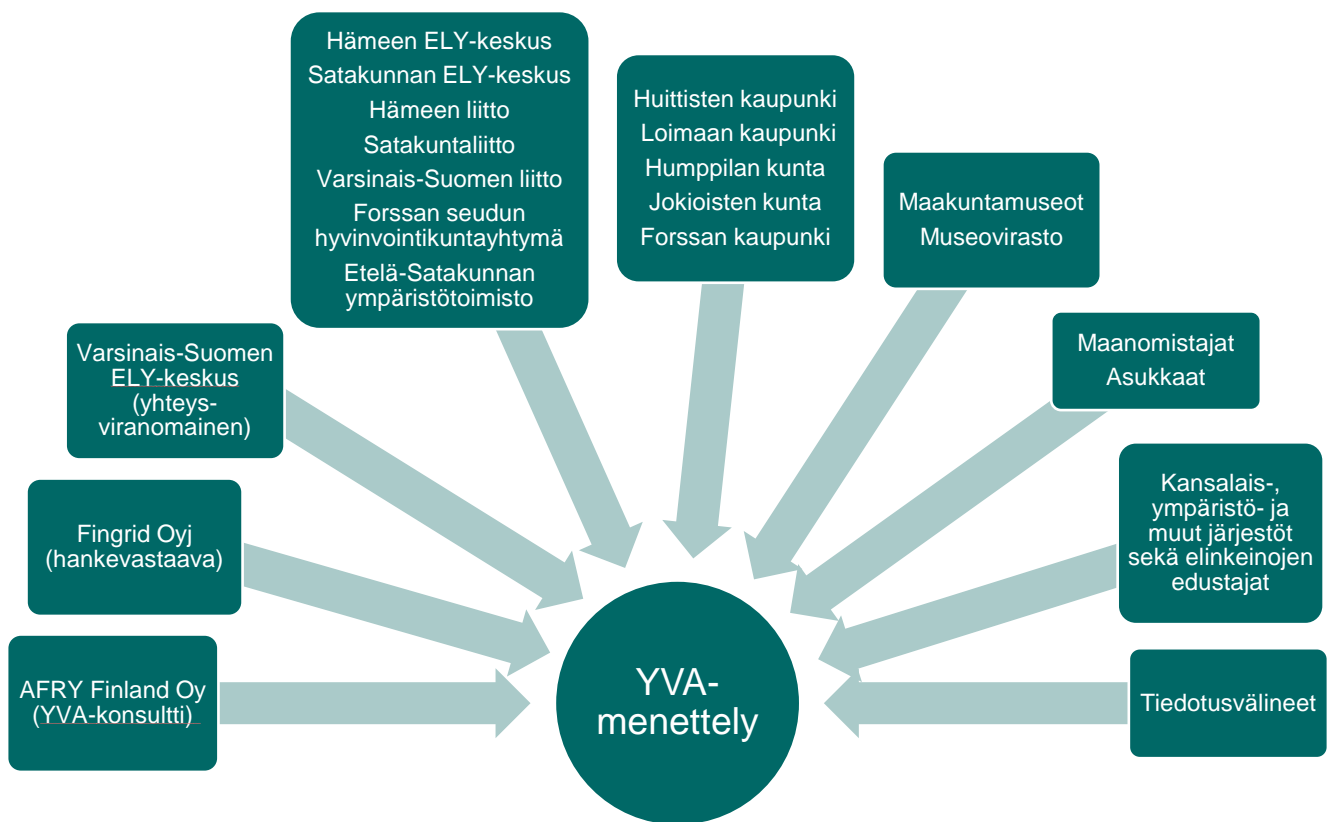 Hämeen ELY-keskus
Satakunnan ELY-keskus
Hämeen liitto
Satakuntaliitto
Varsinais-Suomen liitto
Forssan seudun
hyvinvointikuntayhtymä
Etelä-Satakunnan
ympäristötoimisto
Huittisten kaupunki
Loimaan kaupunki
Humppilan kunta
Jokioisten kunta
Forssan kaupunki
Maakuntamuseot
Museovirasto
Varsinais-Suomen
ELY-keskus
(yhteys-
viranomainen)
Maanomistajat
Asukkaat
Fingrid Oyj
(hankevastaava)
Kansalais-,
ympäristö- ja
muut järjestöt
sekä elinkeinojen
edustajat
AFRY Finland Oy
(YVA-konsultti)
YVA-
menettely
Tiedotusvälineet